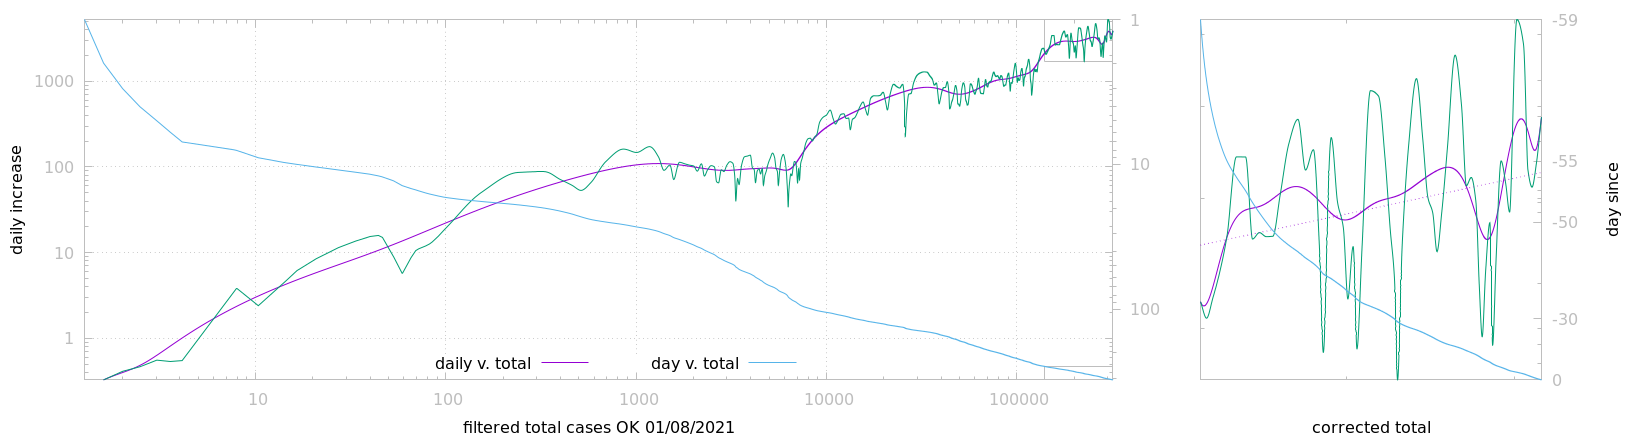 daily increase
1000
100
10
1
10
100
1000
10000
100000
daily v. total
day v. total
filtered total cases OK 01/08/2021
1
10
100
-59
-55
-50
-30
0
day since
corrected total